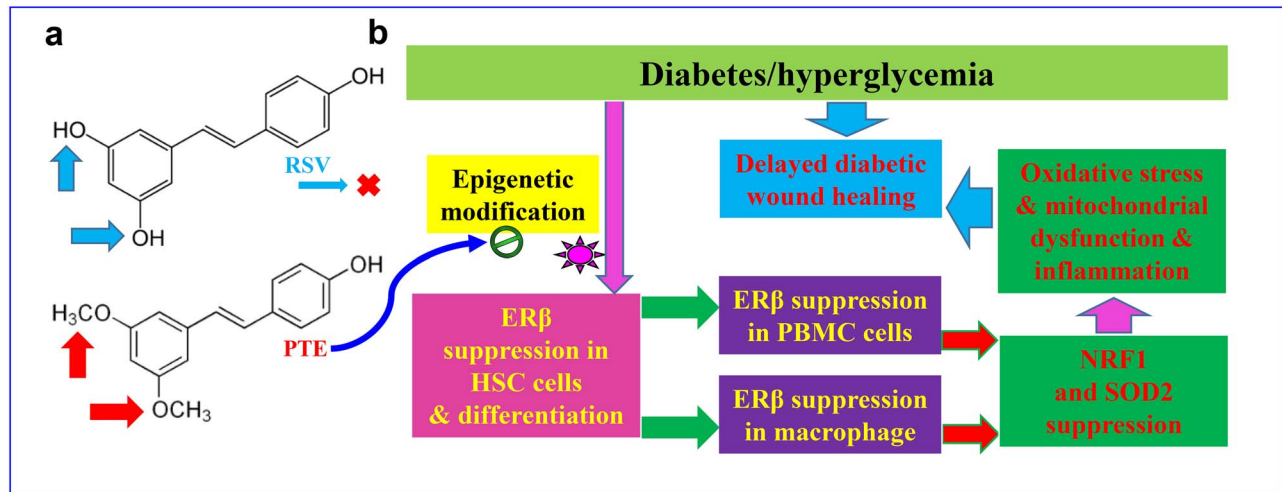 a
OH
HO
RSV
OH
OH
H₃CO
PTE
OCH₃
b
Diabetes/hyperglycemia
Epigenetic
modification
Delayed diabetic
wound healing
Oxidative stress
& mitochondrial
dysfunction &
inflammation
ERβ
suppression in
HSC cells
& differentiation
ERβ suppression
in PBMC cells
ERβ suppression
in macrophage
NRF1
and SOD2
suppression